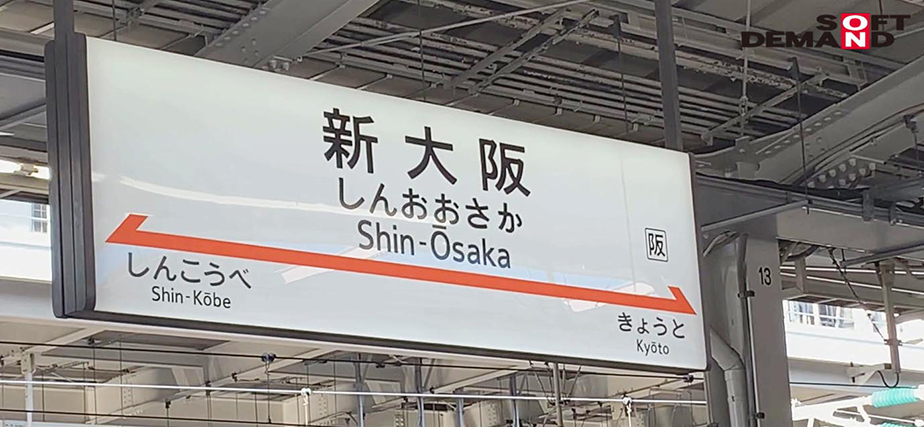 SOFT
ON
DEMAND
新大阪
しんおおさか
Shin-Ōsaka
阪
しんこうべ
Shin-Kōbe
きょうと
Kyōto
13